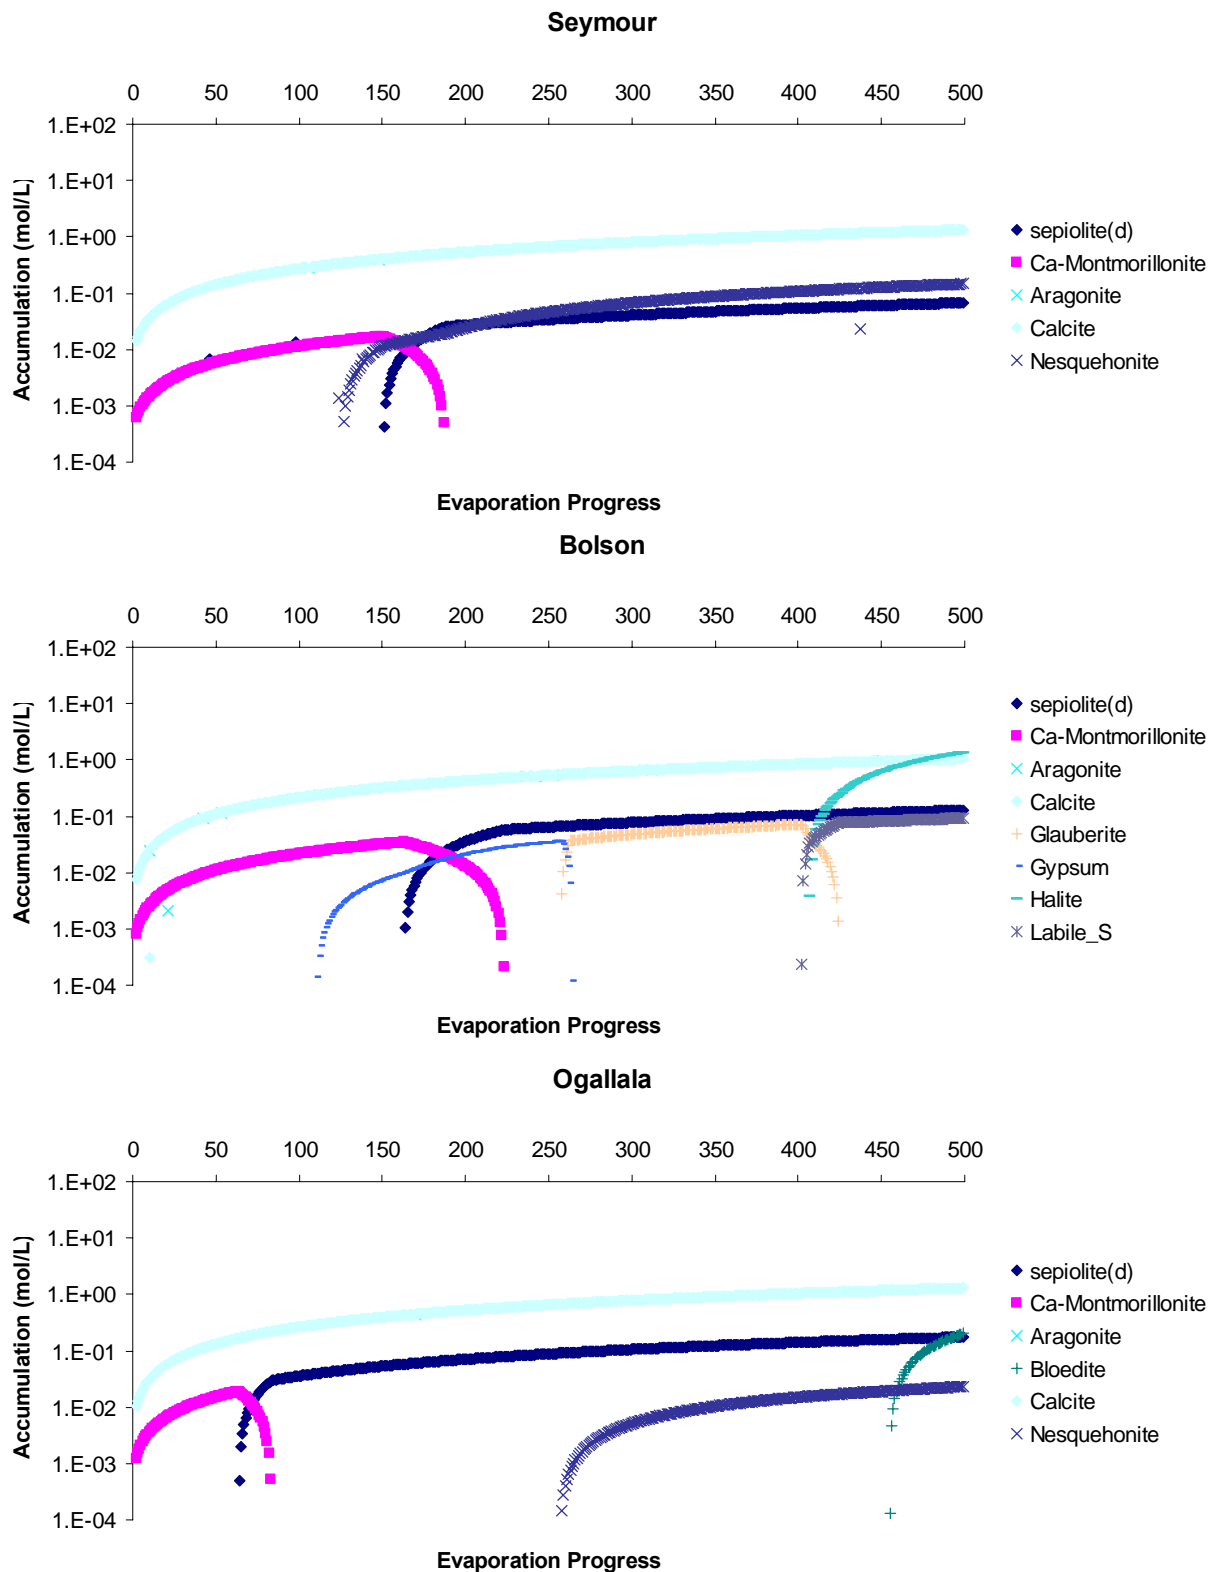 Seymour
0 50 100 150 200 250 300 350 400 450 500
1.E+02
1.E+01
1.E+00
1.E-01
1.E-02
1.E-03
1.E-04
Accumulation (mol/L)
Evaporation Progress
sepiolite(d)
Ca-Montmorillonite
Aragonite
Calcite
Nesquehonite
Bolson
0 50 100 150 200 250 300 350 400 450 500
1.E+02
1.E+01
1.E+00
1.E-01
1.E-02
1.E-03
1.E-04
Accumulation (mol/L)
Evaporation Progress
sepiolite(d)
Ca-Montmorillonite
Aragonite
Calcite
Glauberite
Gypsum
Halite
Labile_S
Ogallala
0 50 100 150 200 250 300 350 400 450 500
1.E+02
1.E+01
1.E+00
1.E-01
1.E-02
1.E-03
1.E-04
Accumulation (mol/L)
Evaporation Progress
sepiolite(d)
Ca-Montmorillonite
Aragonite
Bloedite
Calcite
Nesquehonite